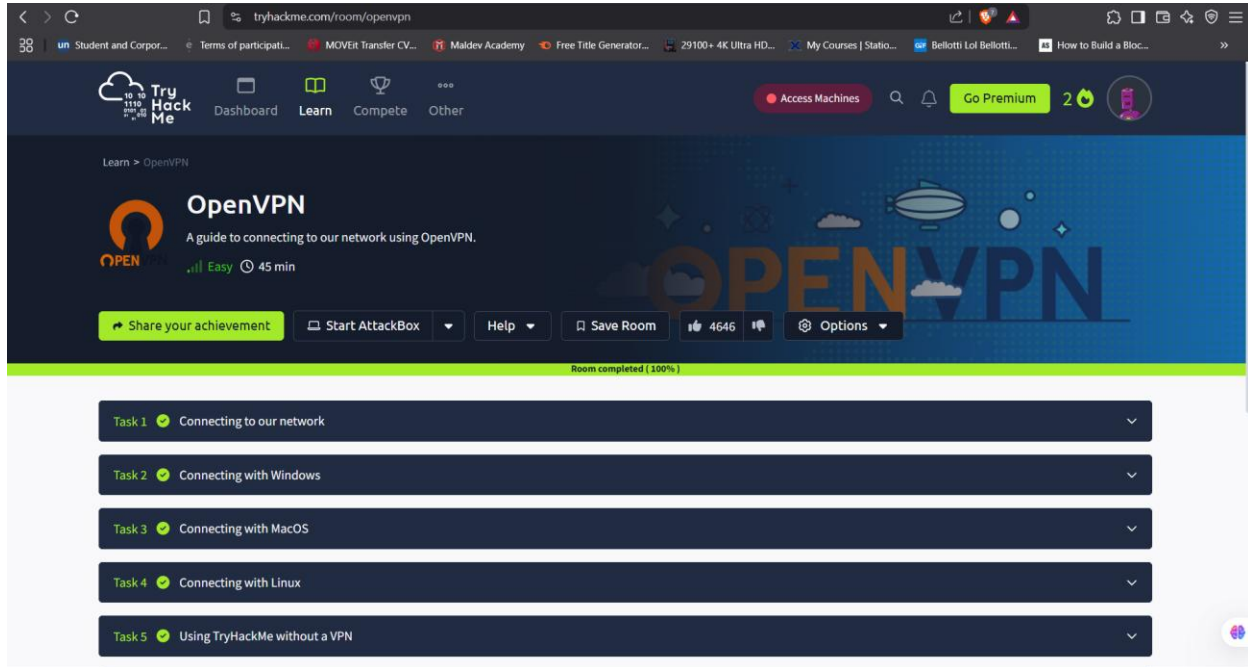 tryhackme.com/room/openvpn
un Student and Corpor... Terms of participati... MOVEit Transfer CV... Maldev Academy Free Title Generator... 29100+ 4K Ultra HD... My Courses | Statio... Bellotti Lol Bellotti... AS How to Build a Bloc... »
Try Hack Me
Dashboard Learn Compete Other
Access Machines Go Premium 2
Learn > OpenVPN
OpenVPN
A guide to connecting to our network using OpenVPN.
Easy 45 min
OPENVPN
OPENVPN
Share your achievement Start AttackBox Help Save Room 4646 Options
Room completed ( 100% )
Task 1 Connecting to our network
Task 2 Connecting with Windows
Task 3 Connecting with MacOS
Task 4 Connecting with Linux
Task 5 Using TryHackMe without a VPN